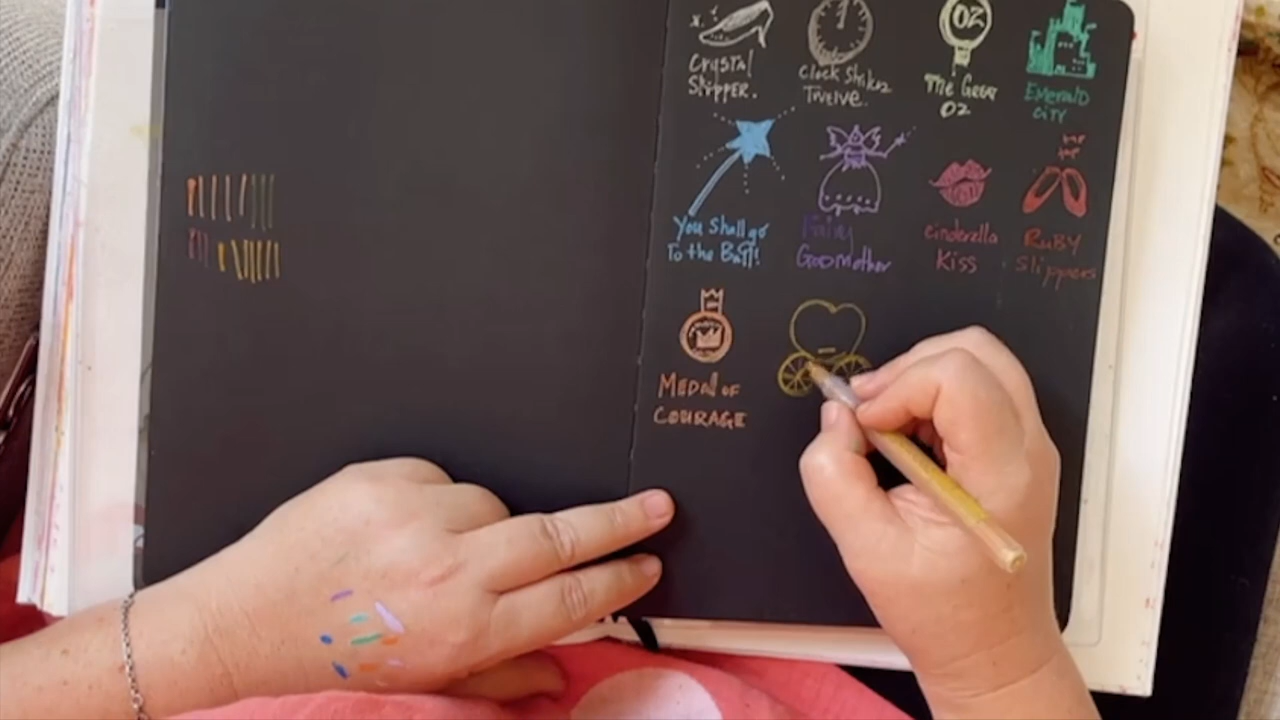 Crystal
Slipper.
Clock Strikes
Twelve.
OZ
The Great
OZ
EMERALD
CITY
You Shall go
To the Ball!
Fairy
GodMother
Cinderella
Kiss
RuBY
Slippers
MEDAl OF
COURAGE